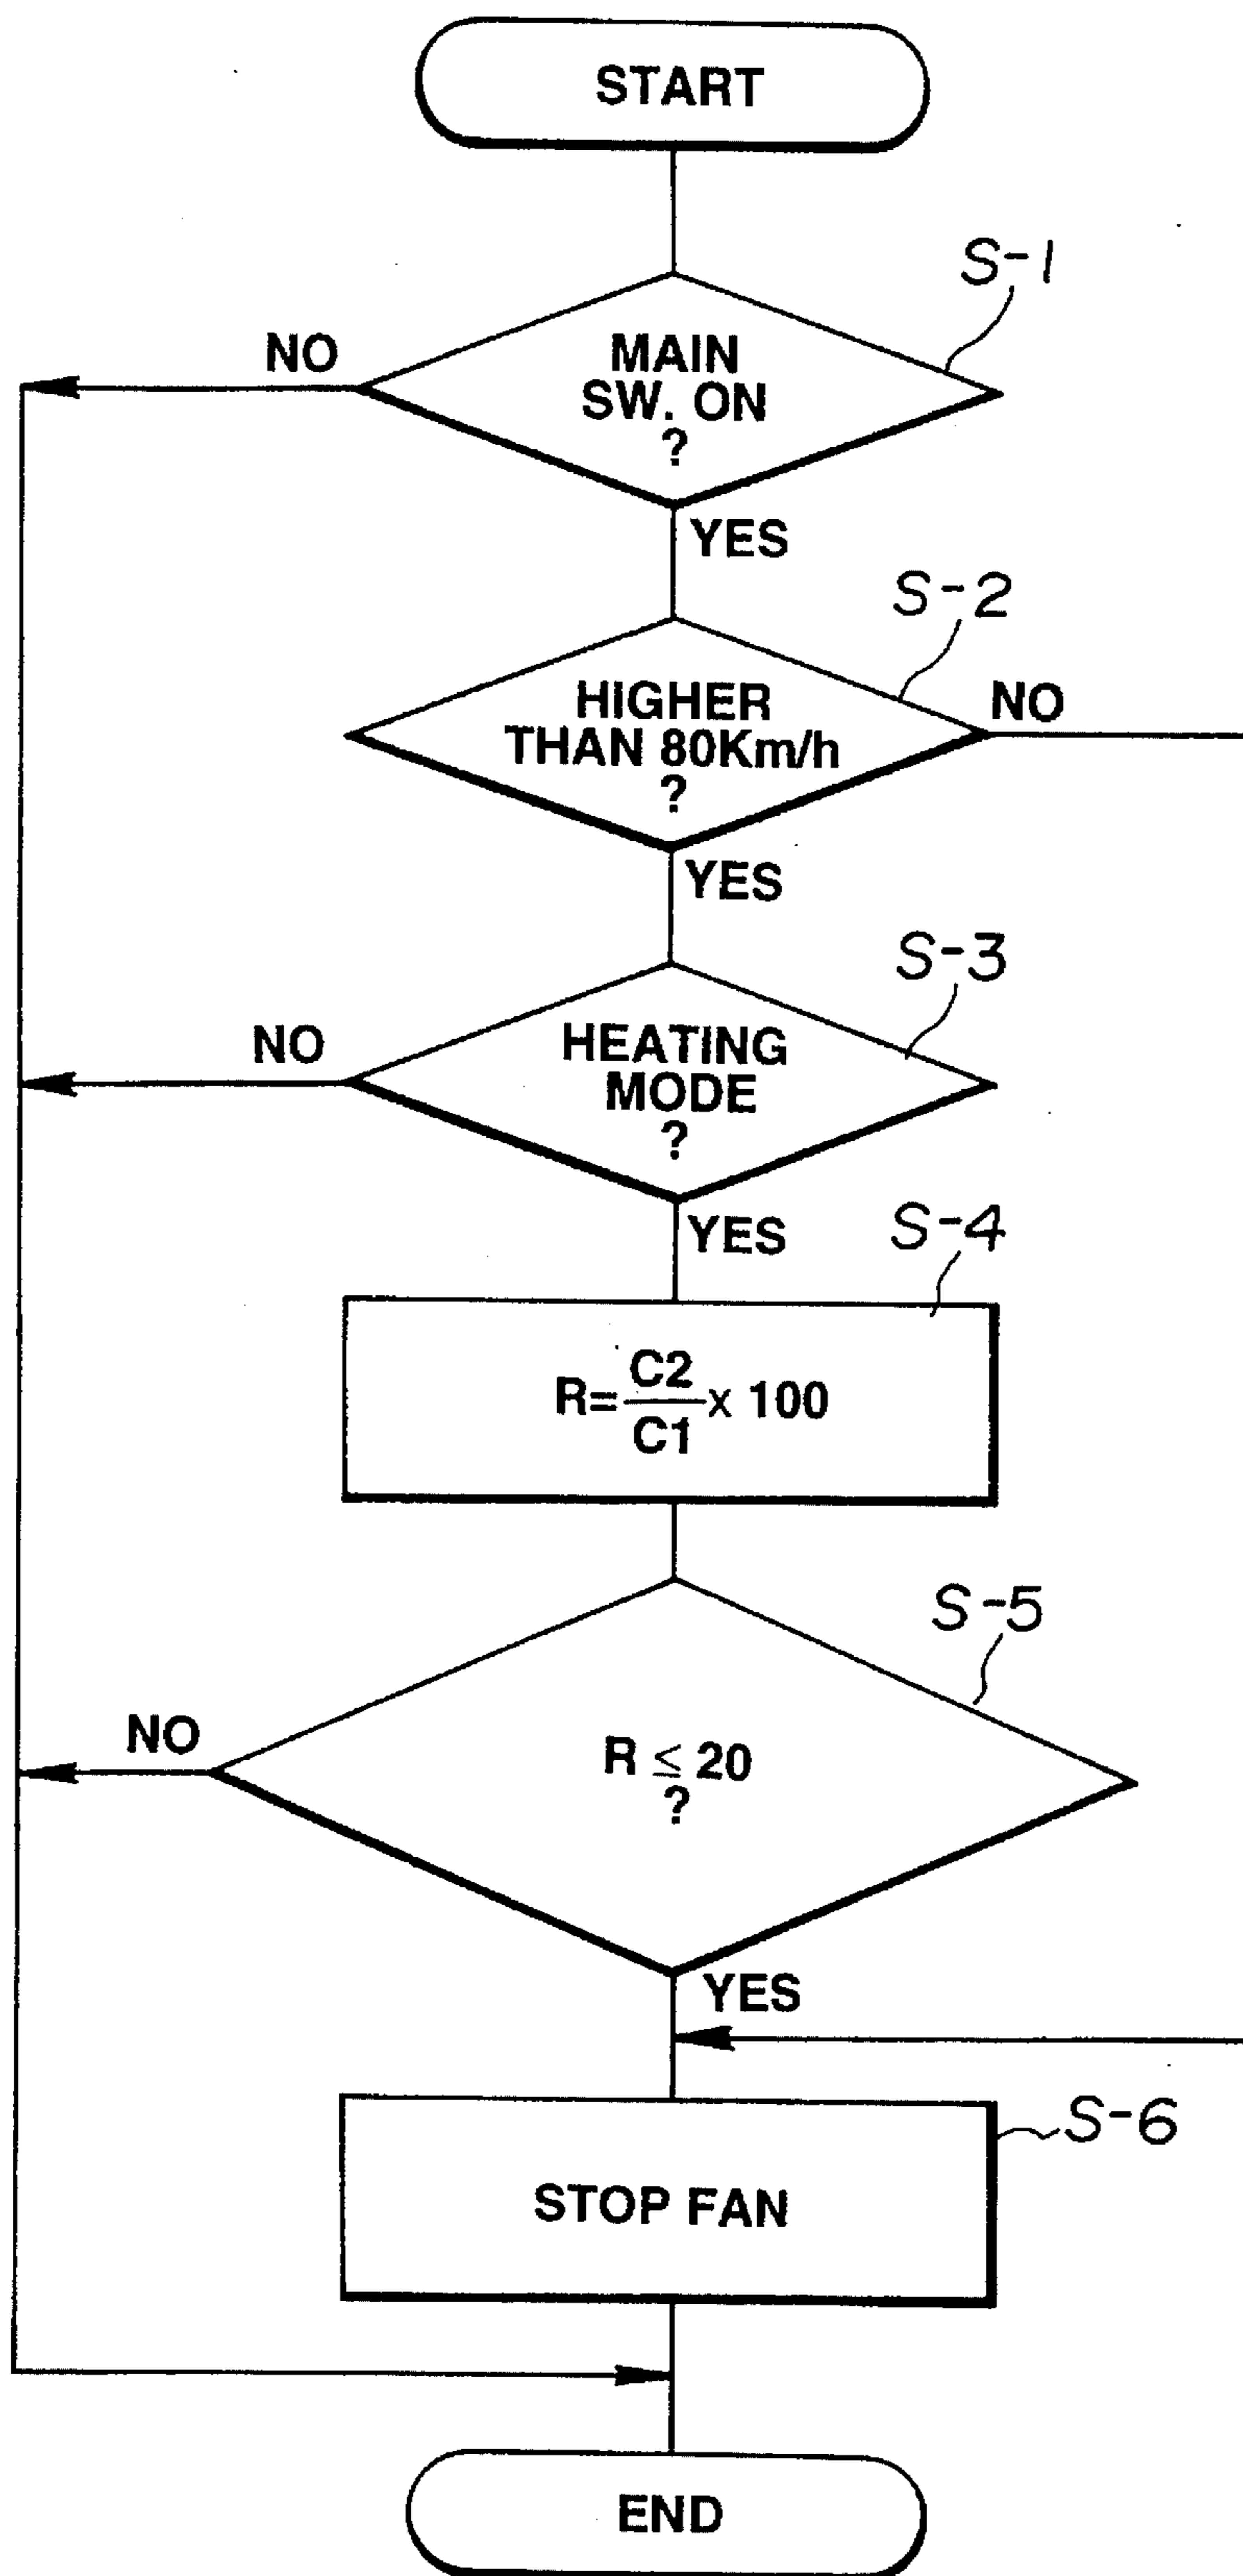 START
S-1
NO
MAIN
SW. ON
?
YES
S-2
HIGHER
THAN 80Km/h
?
NO
YES
S-3
NO
HEATING
MODE
?
YES
S-4
R= C2/C1 x 100
S-5
NO
R ≤ 20
?
YES
S-6
STOP FAN
END